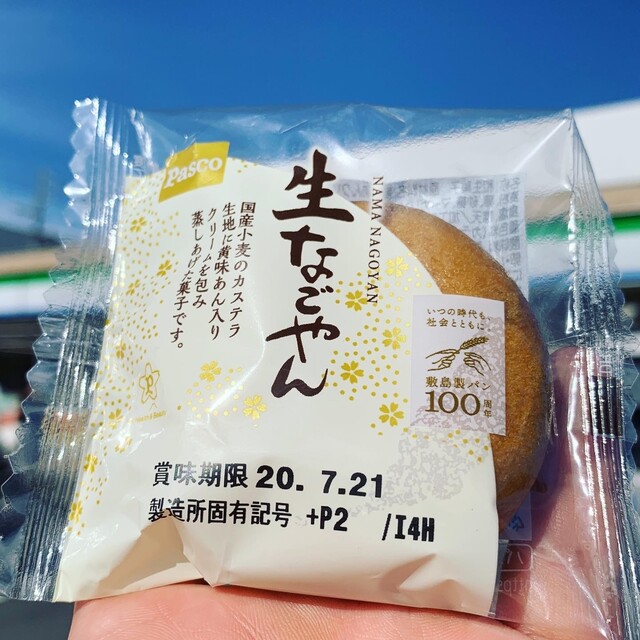 Pasco
生なごやん
NAMA NAGOYAN
国産小麦のカステラ
生地に黄味あん入り
クリームを包み
蒸しあげた菓子です。
いつの時代も、
社会とともに
敷島製パン
100周年
賞味期限 20. 7.21
製造所固有記号 +P2 /I4H